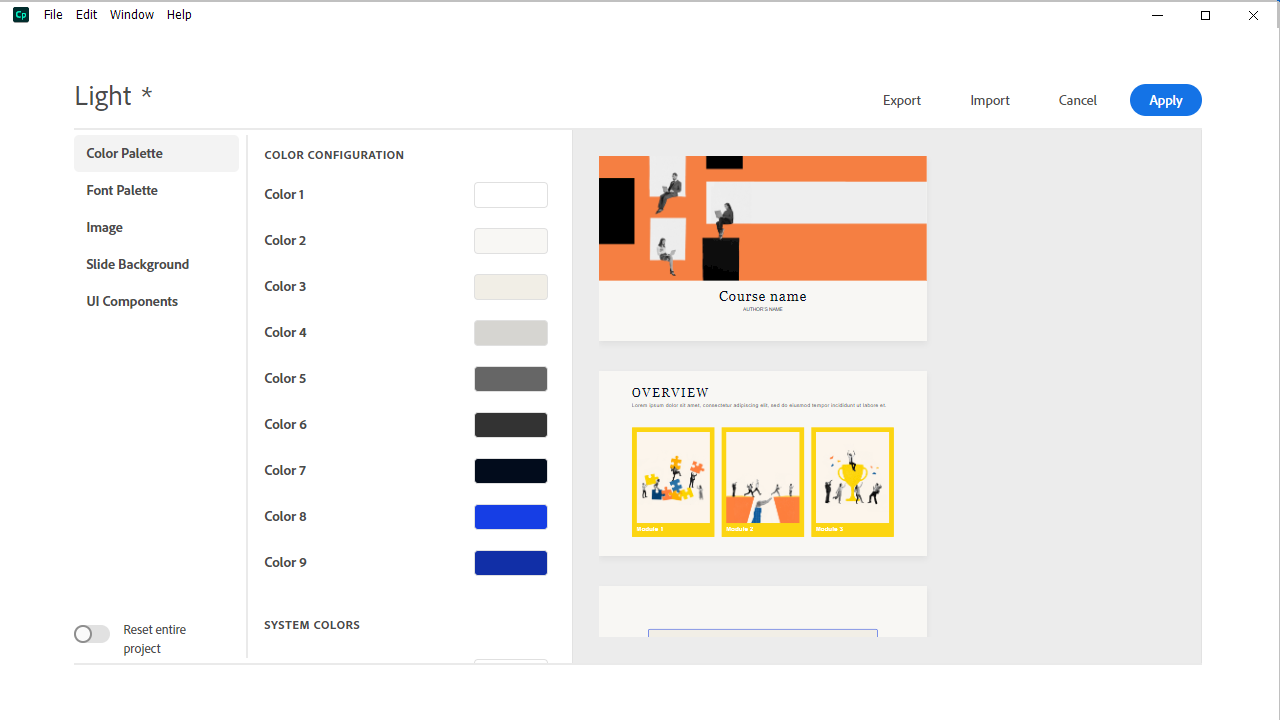 Cp File Edit Window Help
Light *
Export Import Cancel Apply
Color Palette
Font Palette
Image
Slide Background
UI Components
Reset entire
project
COLOR CONFIGURATION
Color 1
Color 2
Color 3
Color 4
Color 5
Color 6
Color 7
Color 8
Color 9
SYSTEM COLORS
Course name
AUTHOR'S NAME
OVERVIEW
Lorem ipsum dolor sit amet, consectetur adipiscing elit, sed do eiusmod tempor incididunt ut labore et.
Module 1 Module 2 Module 3